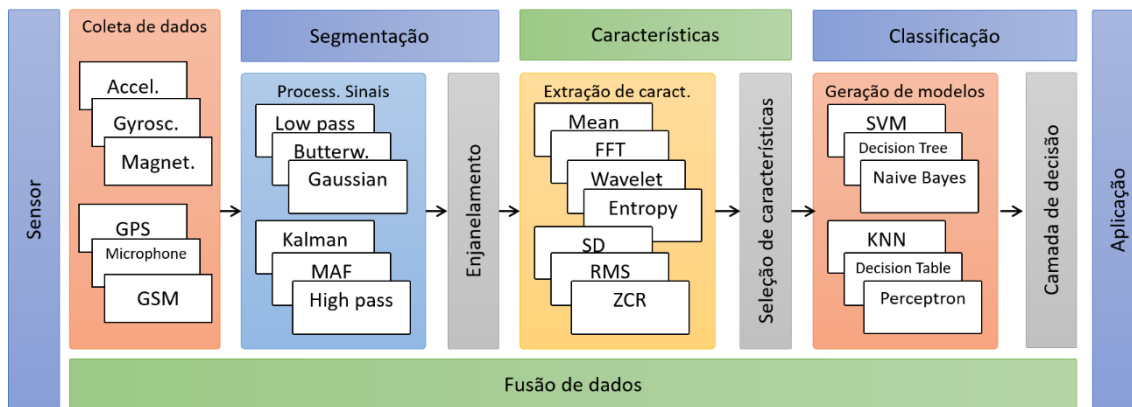 Sensor
Coleta de dados
Accel.
Gyrosc.
Magnet.
GPS
Microphone
GSM
Segmentação
Process. Sinais
Low pass
Butterw.
Gaussian
Kalman
MAF
High pass
Enjanelamento
Características
Extração de caract.
Mean
FFT
Wavelet
Entropy
SD
RMS
ZCR
Seleção de características
Classificação
Geração de modelos
SVM
Decision Tree
Naive Bayes
KNN
Decision Table
Perceptron
Camada de decisão
Aplicação
Fusão de dados